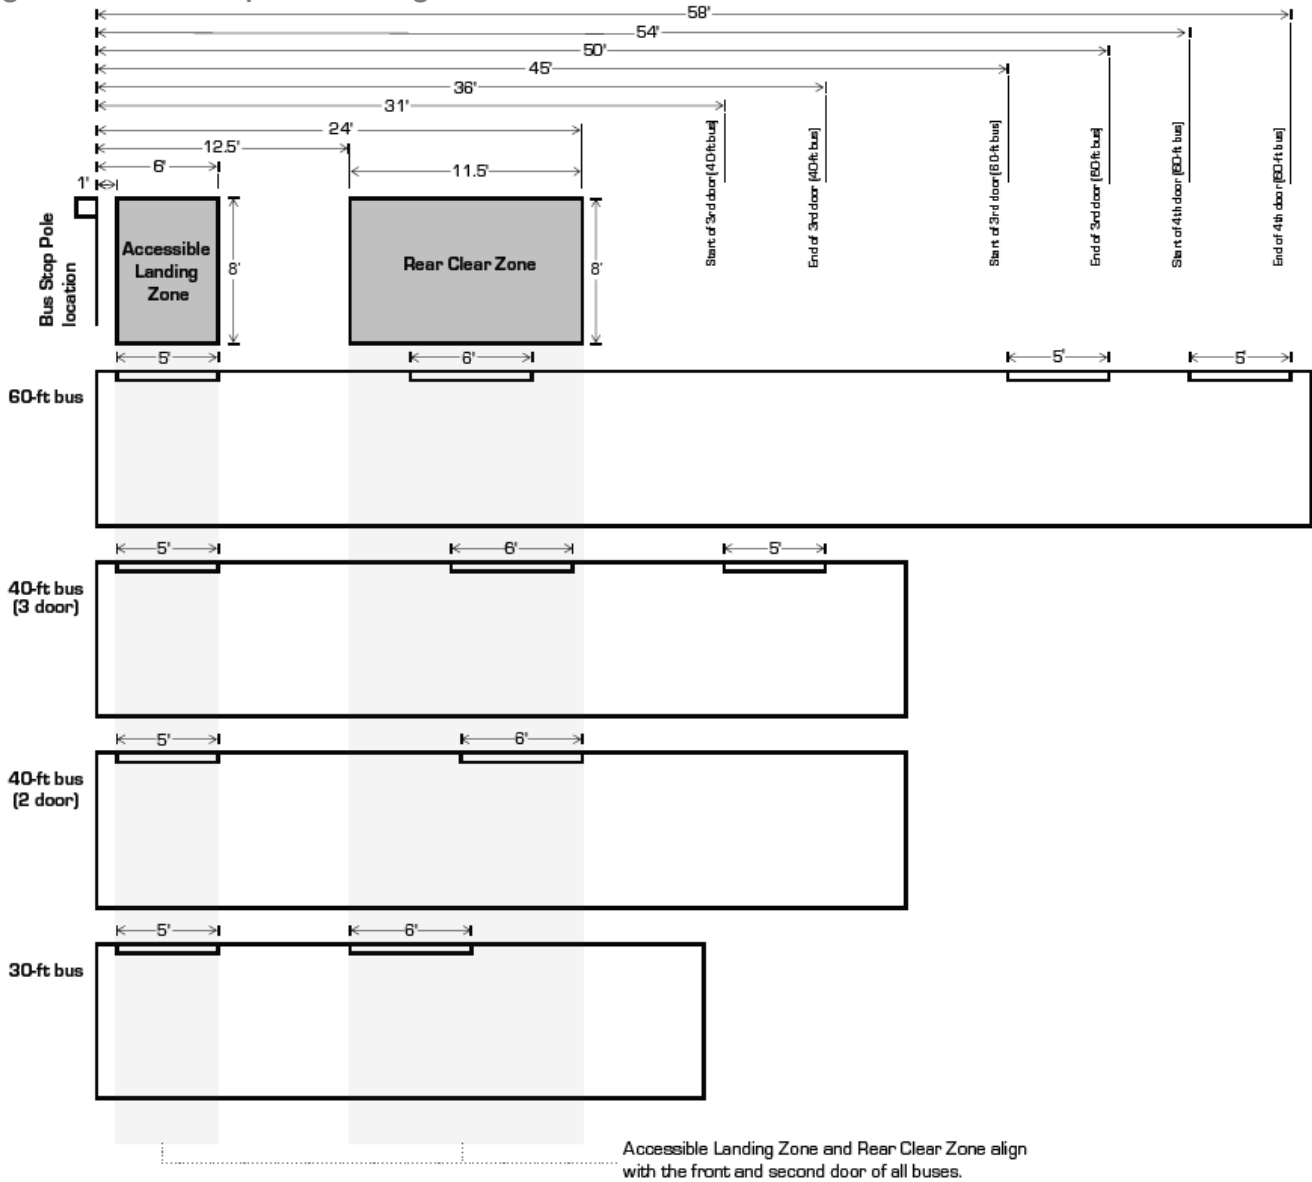 58'
54'
50'
45'
36'
31'
24'
12.5'
6'
11.5'
1'
Start of 3rd door (40-ft bus)
End of 3rd door (40-ft bus)
Start of 3rd door (60-ft bus)
End of 3rd door (60-ft bus)
Start of 4th door (60-ft bus)
End of 4th door (60-ft bus)
Bus Stop Pole
location
Accessible
Landing
Zone
8'
Rear Clear Zone
8'
5'
6'
5'
5'
60-ft bus
5'
6'
5'
40-ft bus
(3 door)
5'
6'
40-ft bus
(2 door)
5'
6'
30-ft bus
Accessible Landing Zone and Rear Clear Zone align
with the front and second door of all buses.